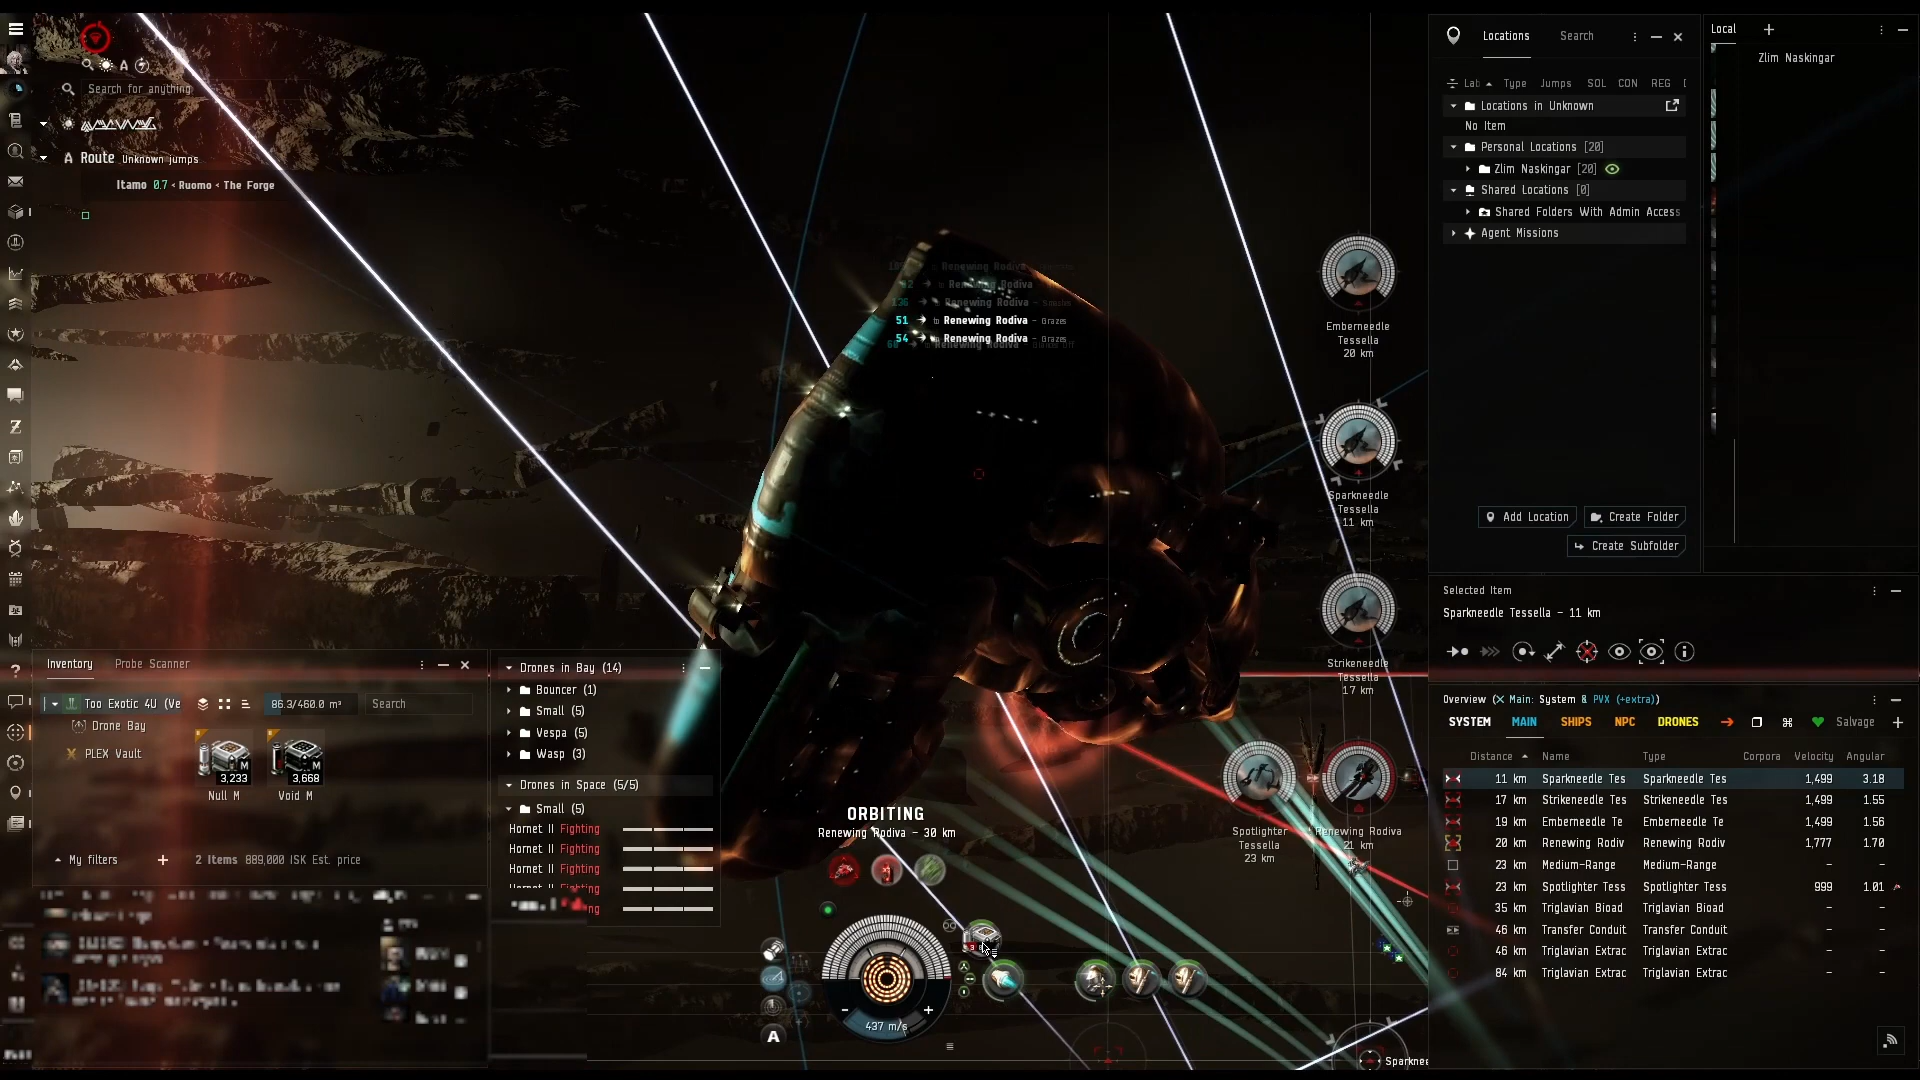 Search for anything
Route Unknown jumps
Itamo 0.7 < Ruomo < The Forge
Renewing Rodiva
Renewing Rodiva
126 Renewing Rodiva
51 to Renewing Rodiva - Grazes
54 Renewing Rodiva - Grazes
Emberneedle
Tessella
20 km
Sparkneedle
Tessella
11 km
Strikeneedle
Tessella
17 km
Spotlighter
Tessella
23 km
Renewing Rodiva
21 km
Locations Search
Lab Type Jumps SOL CON REG
Locations in Unknown
No Item
Personal Locations [20]
Zlim Naskingar [20]
Shared Locations [0]
Shared Folders With Admin Access
Agent Missions
Add Location Create Folder
Create Subfolder
Local
Zlim Naskingar
Selected Item
Sparkneedle Tessella - 11 km
Overview (Main: System & PVX (+extra))
SYSTEM MAIN SHIPS NPC DRONES Salvage
Distance Name Type Corpora Velocity Angular
11 km Sparkneedle Tes Sparkneedle Tes 1,499 3.18
17 km Strikeneedle Tes Strikeneedle Tes 1,499 1.55
19 km Emberneedle Te Emberneedle Te 1,499 1.56
20 km Renewing Rodiv Renewing Rodiv 1,777 1.70
23 km Medium-Range Medium-Range - -
23 km Spotlighter Tess Spotlighter Tess 999 1.01
35 km Triglavian Bioad Triglavian Bioad - -
46 km Transfer Conduit Transfer Conduit - -
46 km Triglavian Extrac Triglavian Extrac - -
84 km Triglavian Extrac Triglavian Extrac - -
Inventory Probe Scanner
Too Exotic 4U (Ve 86.3/460.0 m³ Search
Drone Bay
PLEX Vault
M M
3,233 3,668
Null M Void M
My filters + 2 Items 889,000 ISK Est. price
Drones in Bay (14)
Bouncer (1)
Small (5)
Vespa (5)
Wasp (3)
Drones in Space (5/5)
Small (5)
Hornet II Fighting
Hornet II Fighting
Hornet II Fighting
Hornet II Fighting
ORBITING
Renewing Rodiva - 30 km
437 m/s
A
Sparknee